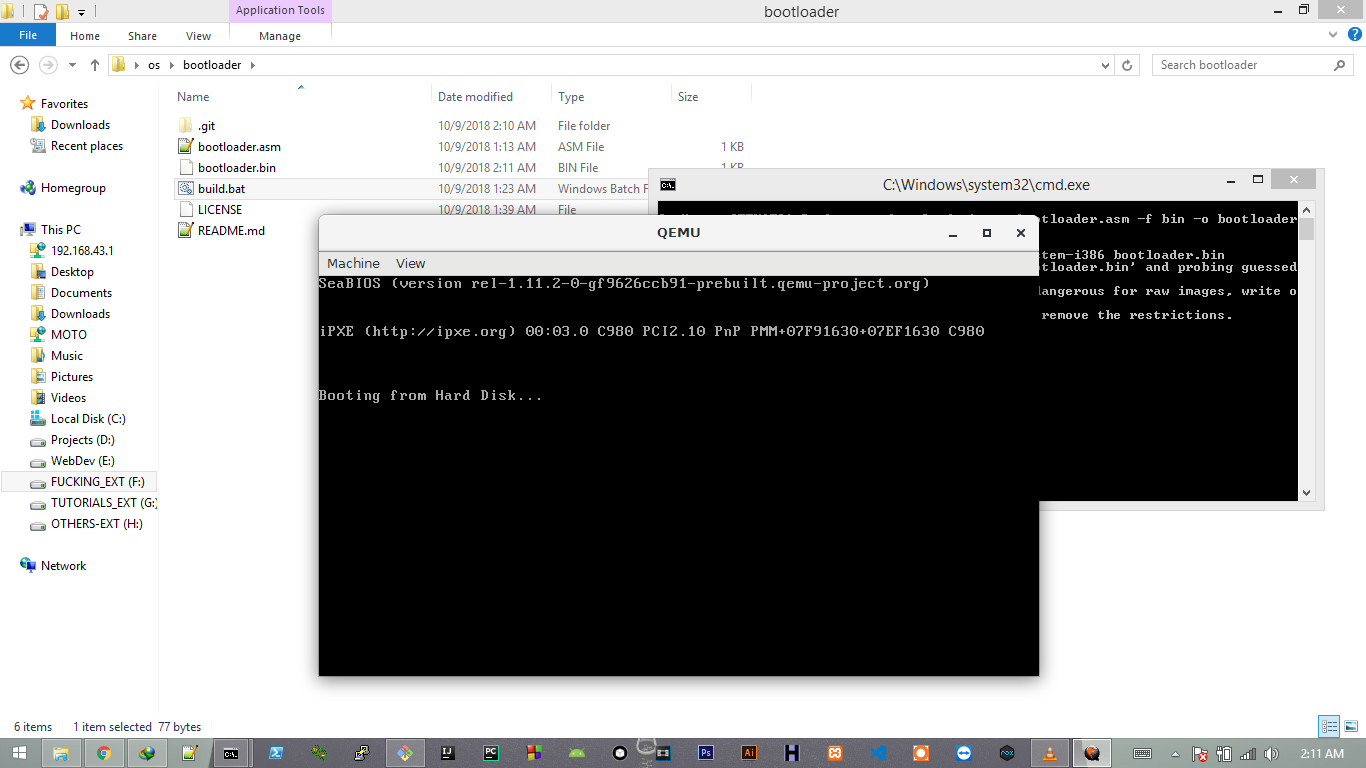 Application Tools
bootloader
File
Home
Share
View
Manage
os
bootloader
Search bootloader
Favorites
Downloads
Recent places
Homegroup
This PC
192.168.43.1
Desktop
Documents
Downloads
MOTO
Music
Pictures
Videos
Local Disk (C:)
Projects (D:)
WebDev (E:)
FUCKING_EXT (F:)
TUTORIALS_EXT (G:)
OTHERS-EXT (H:)
Network
Name Date modified Type Size
.git 10/9/2018 2:10 AM File folder
bootloader.asm 10/9/2018 1:13 AM ASM File 1 KB
bootloader.bin 10/9/2018 2:11 AM BIN File 1 KB
build.bat 10/9/2018 1:23 AM Windows Batch F
LICENSE 10/9/2018 1:39 AM File
README.md
C:\Windows\system32\cmd.exe
tloader.asm -f bin -o bootloader
tem-i386 bootloader.bin
tloader.bin' and probing guessed
angerous for raw images, write o
remove the restrictions.
QEMU
Machine View
SeaBIOS (version rel-1.11.2-0-gf9626ccb91-prebuilt.qemu-project.org)
iPXE (http://ipxe.org) 00:03.0 C980 PCI2.10 PnP PMM+07F91630+07EF1630 C980
Booting from Hard Disk...
6 items 1 item selected 77 bytes
2:11 AM